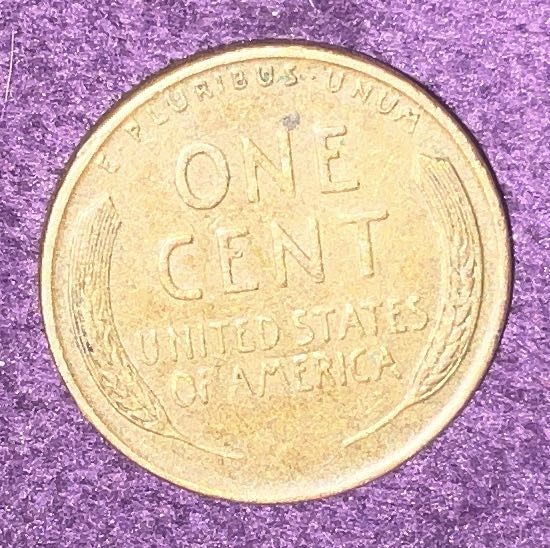 E PLURIBUS · UNUM
ONE
CENT
UNITED STATES
OF AMERICA